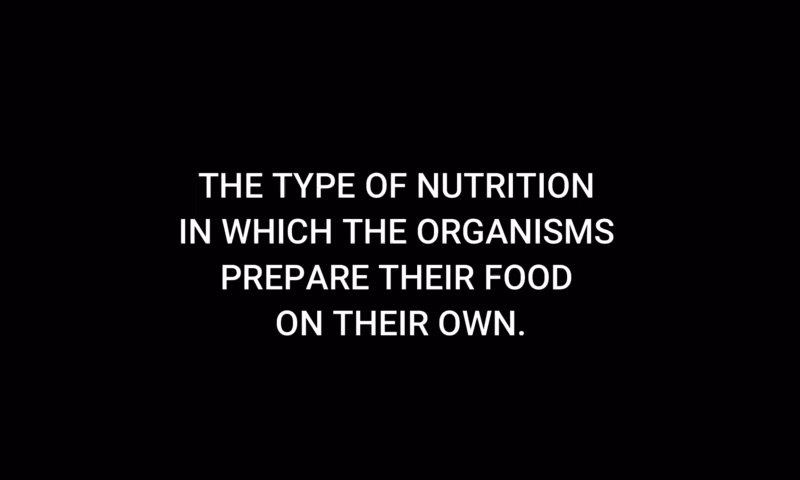 THE TYPE OF NUTRITION
IN WHICH THE ORGANISMS
PREPARE THEIR FOOD
ON THEIR OWN.